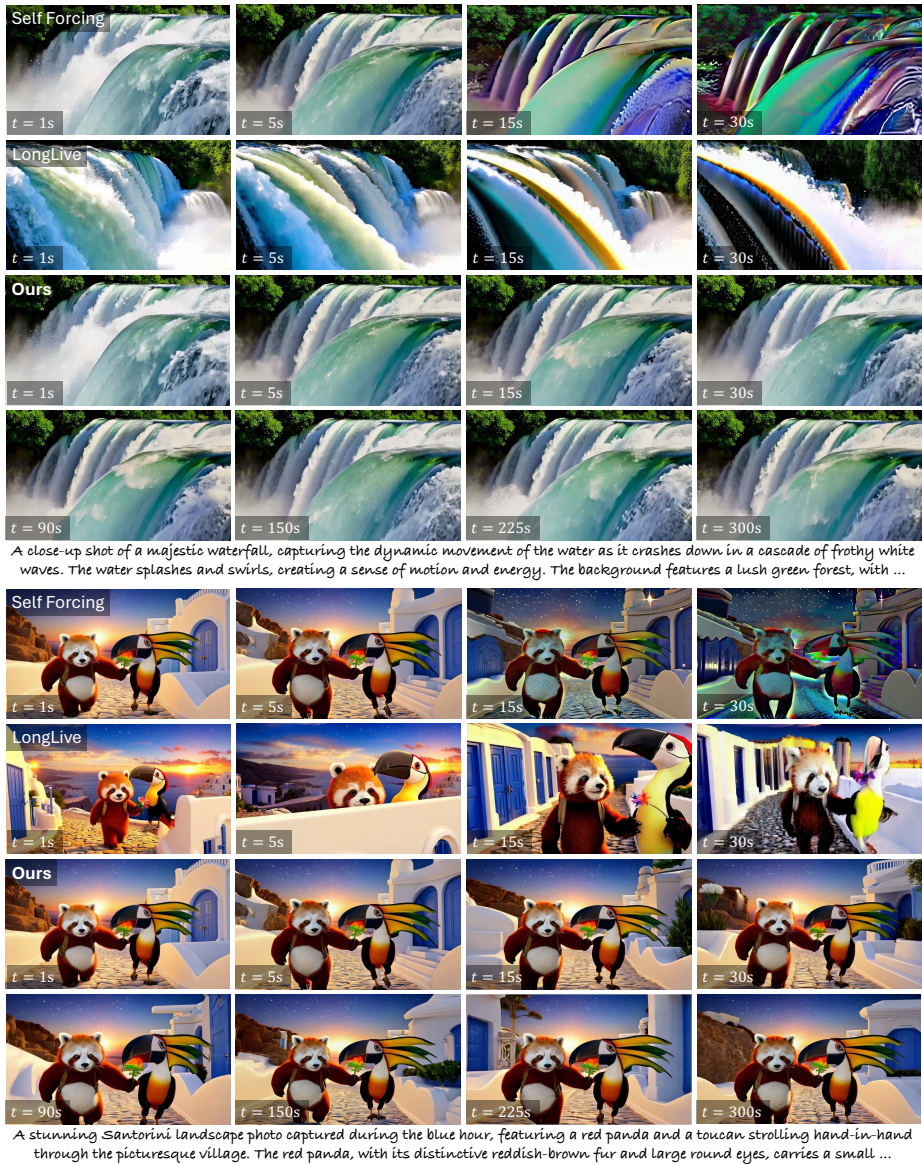 Self Forcing
t = 1s
t = 5s
t = 15s
t = 30s
LongLive
t = 1s
t = 5s
t = 15s
t = 30s
Ours
t = 1s
t = 5s
t = 15s
t = 30s
t = 90s
t = 150s
t = 225s
t = 300s
A close-up shot of a majestic waterfall, capturing the dynamic movement of the water as it crashes down in a cascade of frothy white
waves. The water splashes and swirls, creating a sense of motion and energy. The background features a lush green forest, with ...
Self Forcing
t = 1s
t = 5s
t = 15s
t = 30s
LongLive
t = 1s
t = 5s
t = 15s
t = 30s
Ours
t = 1s
t = 5s
t = 15s
t = 30s
t = 90s
t = 150s
t = 225s
t = 300s
A stunning Santorini landscape photo captured during the blue hour, featuring a red panda and a toucan strolling hand-in-hand
through the picturesque village. The red panda, with its distinctive reddish-brown fur and large round eyes, carries a small ...